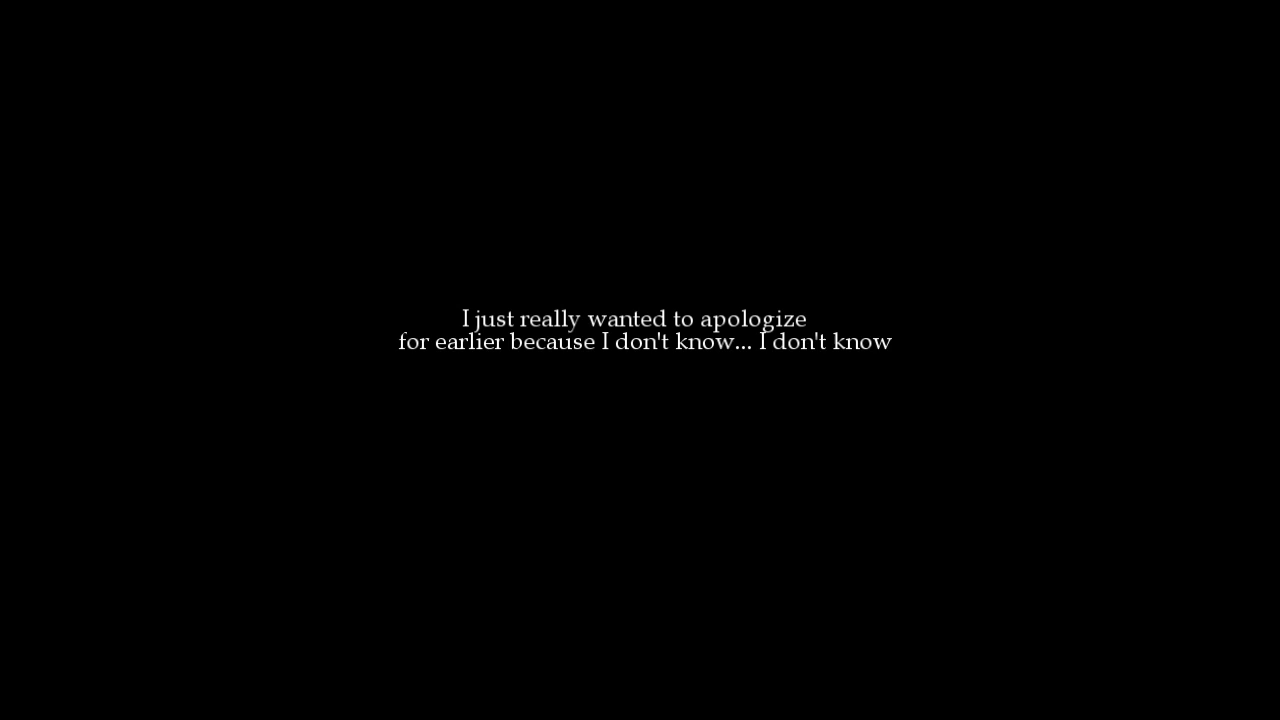 I just really wanted to apologize
for earlier because I don't know... I don't know